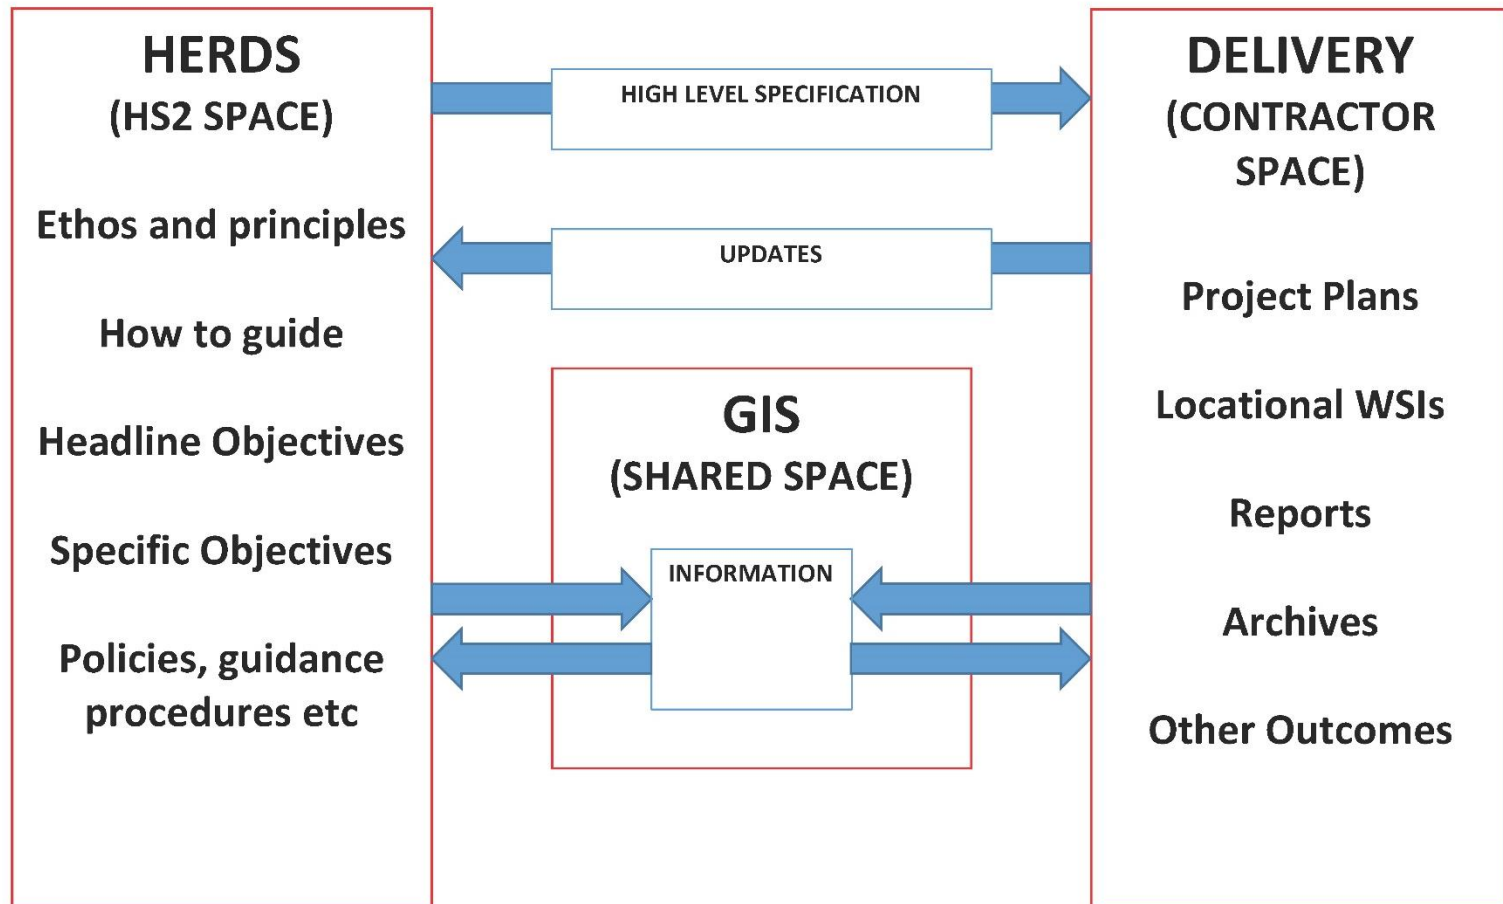 HERDS
(HS2 SPACE)
Ethos and principles
How to guide
Headline Objectives
Specific Objectives
Policies, guidance
procedures etc
HIGH LEVEL SPECIFICATION
UPDATES
GIS
(SHARED SPACE)
INFORMATION
DELIVERY
(CONTRACTOR
SPACE)
Project Plans
Locational WSIs
Reports
Archives
Other Outcomes